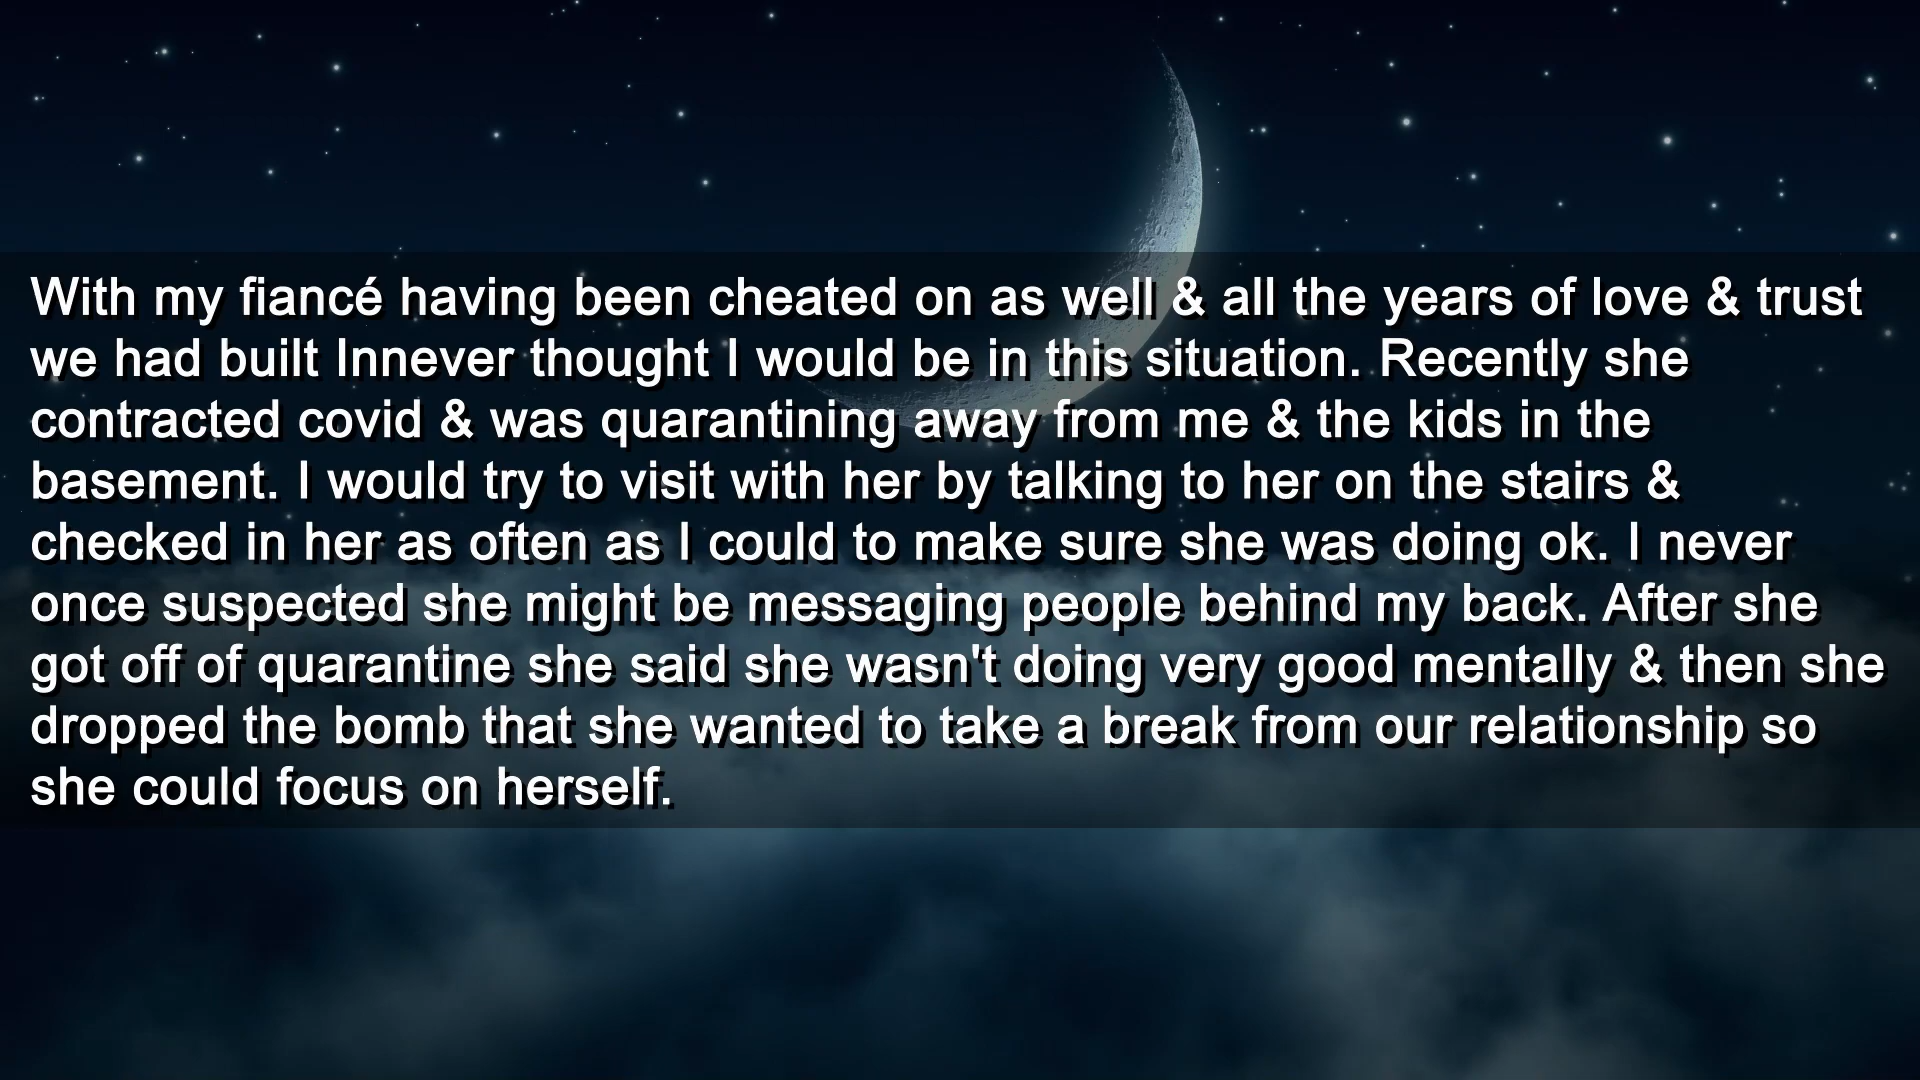 With my fiancé having been cheated on as well & all the years of love & trust
we had built Innever thought I would be in this situation. Recently she
contracted covid & was quarantining away from me & the kids in the
basement. I would try to visit with her by talking to her on the stairs &
checked in her as often as I could to make sure she was doing ok. I never
once suspected she might be messaging people behind my back. After she
got off of quarantine she said she wasn't doing very good mentally & then she
dropped the bomb that she wanted to take a break from our relationship so
she could focus on herself.